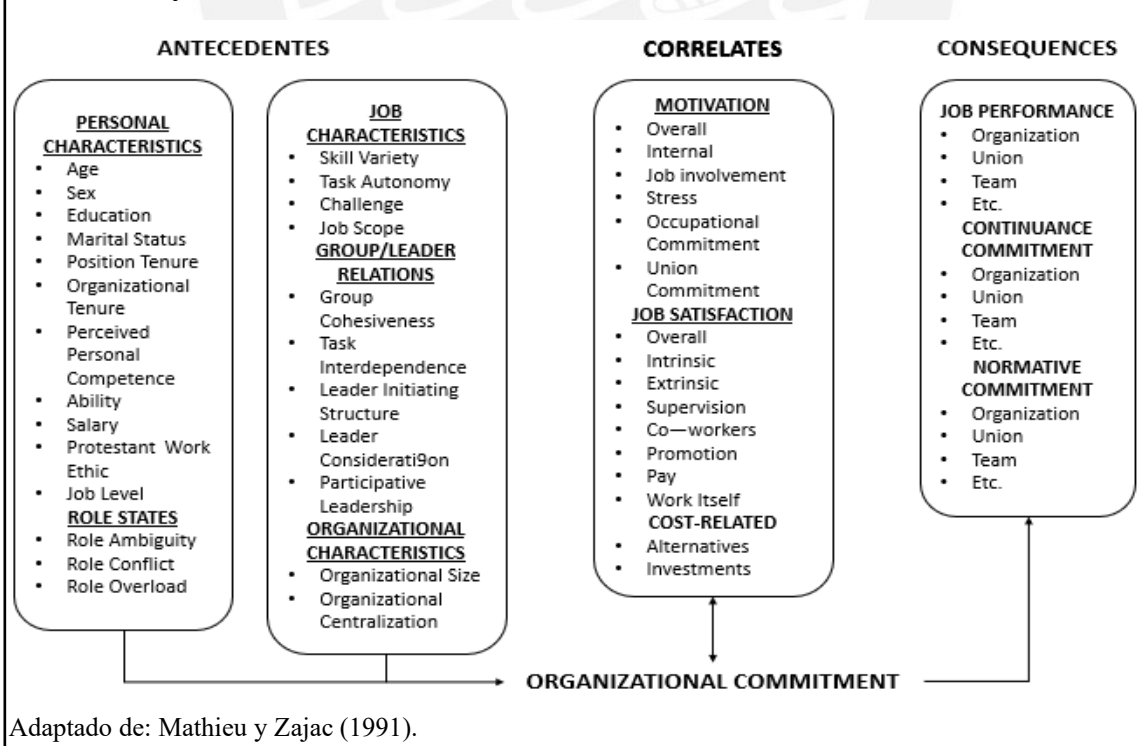 ANTECEDENTES
PERSONAL
CHARACTERISTICS
• Age
• Sex
• Education
• Marital Status
• Position Tenure
• Organizational
Tenure
• Perceived
Personal
Competence
• Ability
• Salary
• Protestant Work
Ethic
• Job Level
ROLE STATES
• Role Ambiguity
• Role Conflict
• Role Overload
JOB
CHARACTERISTICS
• Skill Variety
• Task Autonomy
• Challenge
• Job Scope
GROUP/LEADER
RELATIONS
• Group
Cohesiveness
• Task
Interdependence
• Leader Initiating
Structure
• Leader
Considerati9on
• Participative
Leadership
ORGANIZATIONAL
CHARACTERISTICS
• Organizational Size
• Organizational
Centralization
CORRELATES
MOTIVATION
• Overall
• Internal
• Job involvement
• Stress
• Occupational
Commitment
• Union
Commitment
JOB SATISFACTION
• Overall
• Intrinsic
• Extrinsic
• Supervision
• Co—workers
• Promotion
• Pay
• Work Itself
COST-RELATED
• Alternatives
• Investments
CONSEQUENCES
JOB PERFORMANCE
• Organization
• Union
• Team
• Etc.
CONTINUANCE
COMMITMENT
• Organization
• Union
• Team
• Etc.
NORMATIVE
COMMITMENT
• Organization
• Union
• Team
• Etc.
ORGANIZATIONAL COMMITMENT
Adaptado de: Mathieu y Zajac (1991).